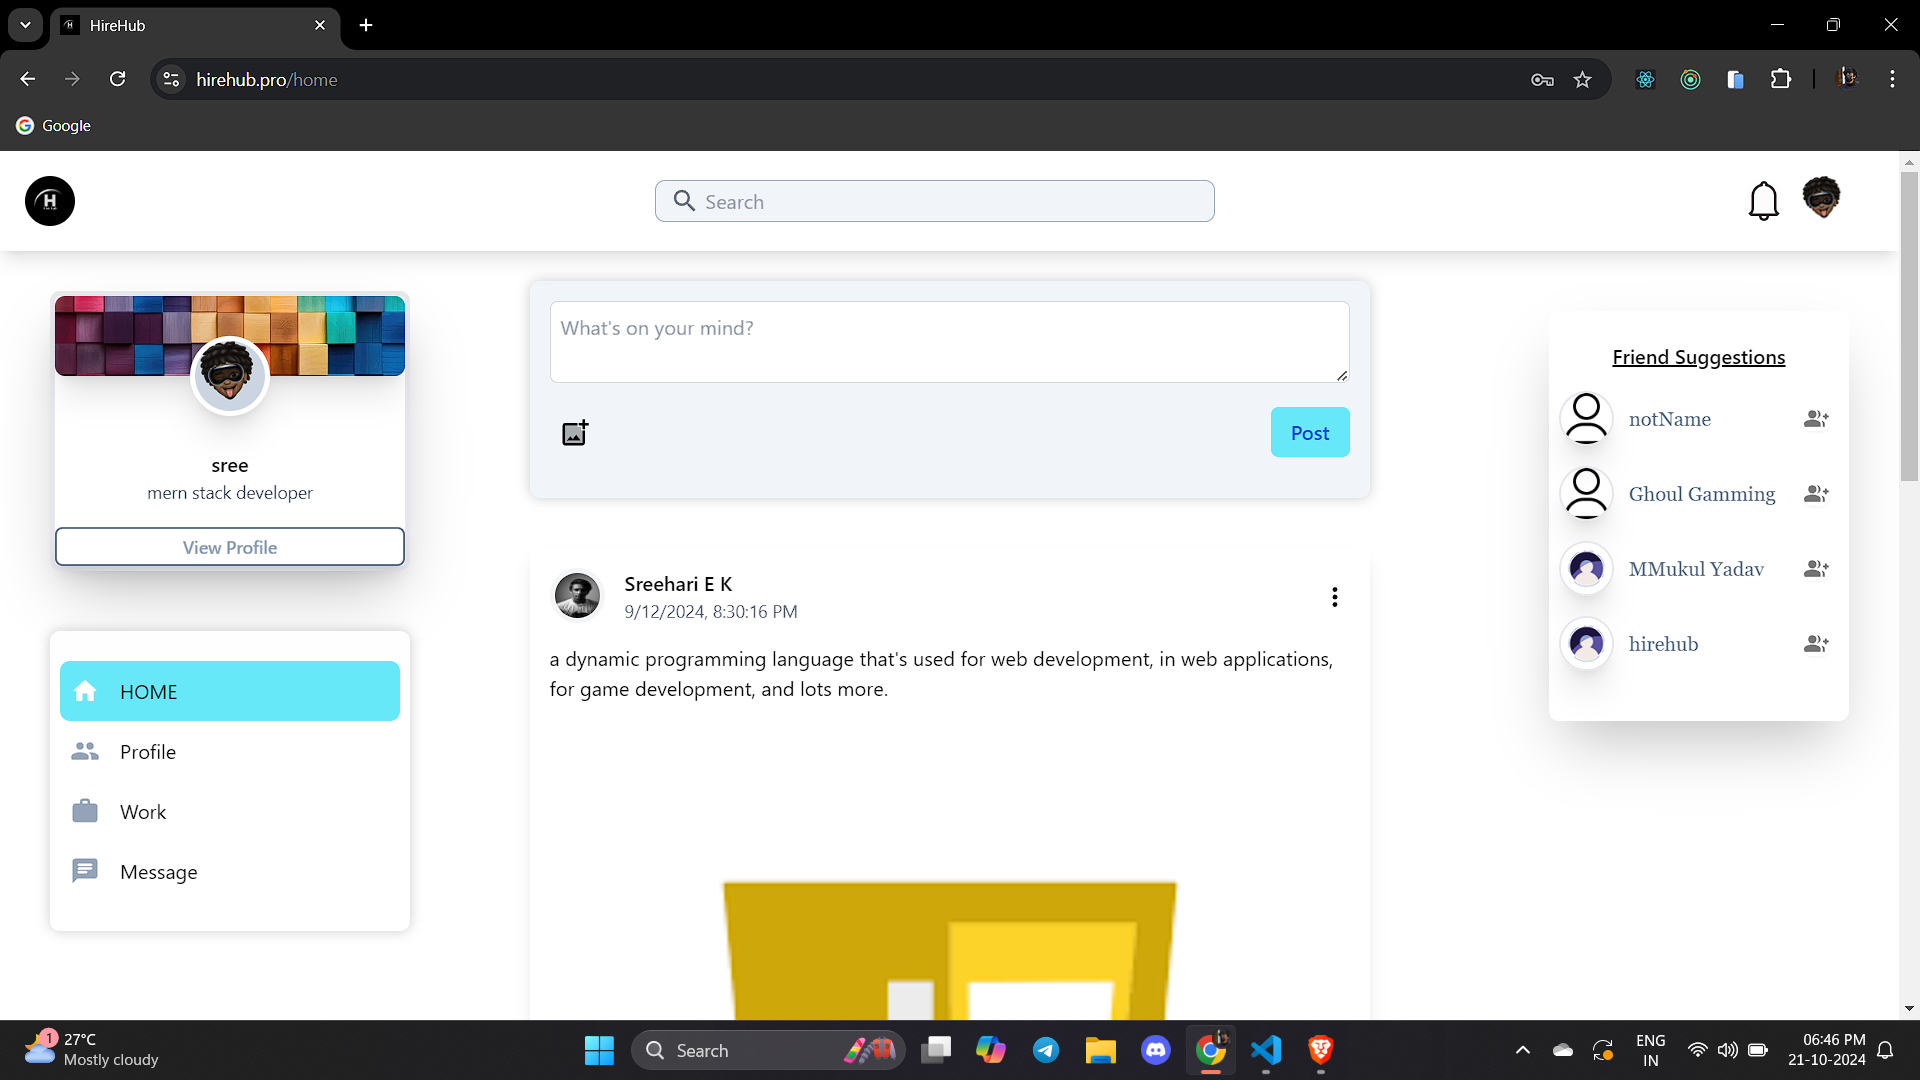 HireHub
hirehub.pro/home
Google
H
Search
What's on your mind?
Post
sree
mern stack developer
View Profile
HOME
Profile
Work
Message
Sreehari E K
9/12/2024, 8:30:16 PM
a dynamic programming language that's used for web development, in web applications,
for game development, and lots more.
Friend Suggestions
notName
Ghoul Gamming
MMukul Yadav
hirehub
1
27°C
Mostly cloudy
Search
ENG
IN
06:46 PM
21-10-2024